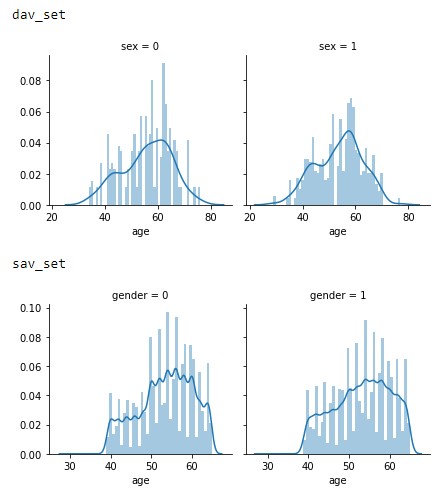 dav_set
sex = 0 sex = 1
0.08
0.06
0.04
0.02
0.00
20 40 60 80 20 40 60 80
age age
sav_set
gender = 0 gender = 1
0.10
0.08
0.06
0.04
0.02
0.00
30 40 50 60 30 40 50 60
age age